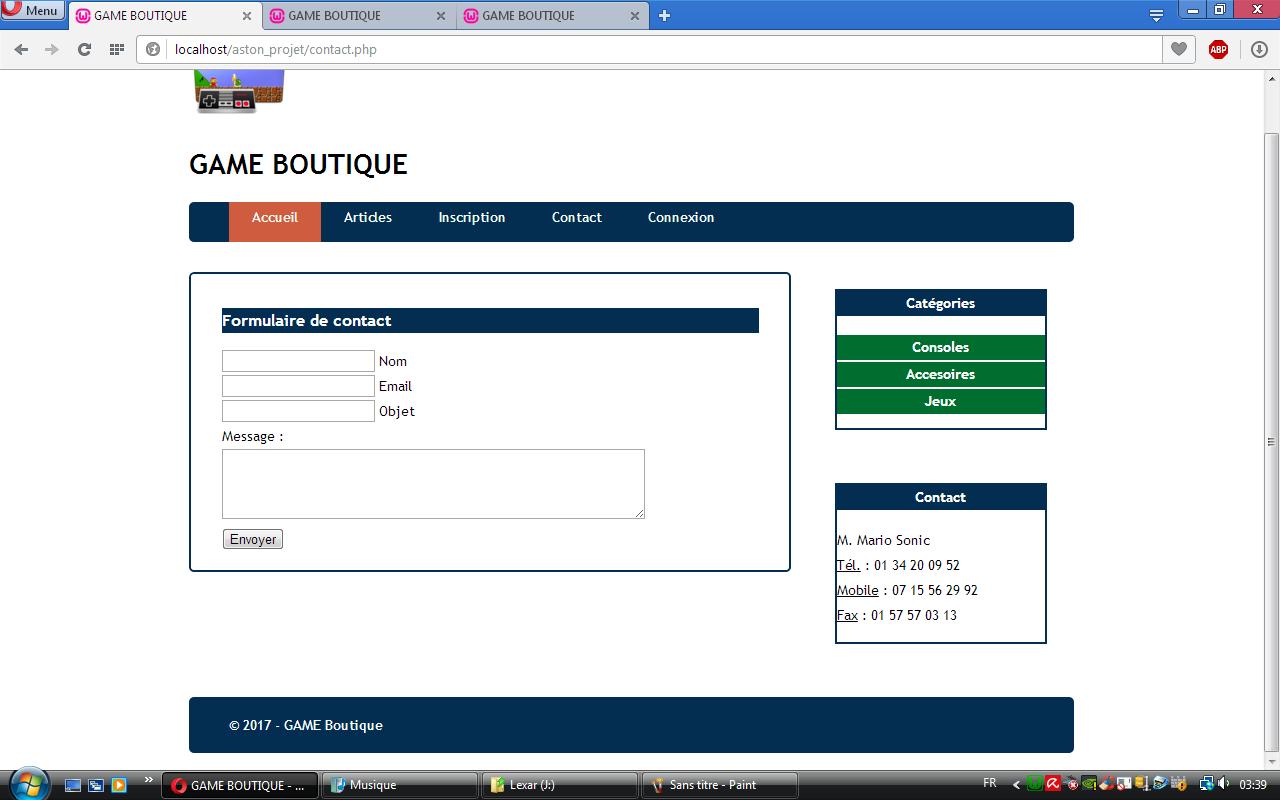 Menu
GAME BOUTIQUE
GAME BOUTIQUE
GAME BOUTIQUE
localhost/aston_projet/contact.php
ABP
GAME BOUTIQUE
Accueil
Articles
Inscription
Contact
Connexion
Formulaire de contact
Nom
Email
Objet
Message :
Envoyer
Catégories
Consoles
Accesoires
Jeux
Contact
M. Mario Sonic
Tél. : 01 34 20 09 52
Mobile : 07 15 56 29 92
Fax : 01 57 57 03 13
© 2017 - GAME Boutique
GAME BOUTIQUE - ...
Musique
Lexar (J:)
Sans titre - Paint
FR
03:39